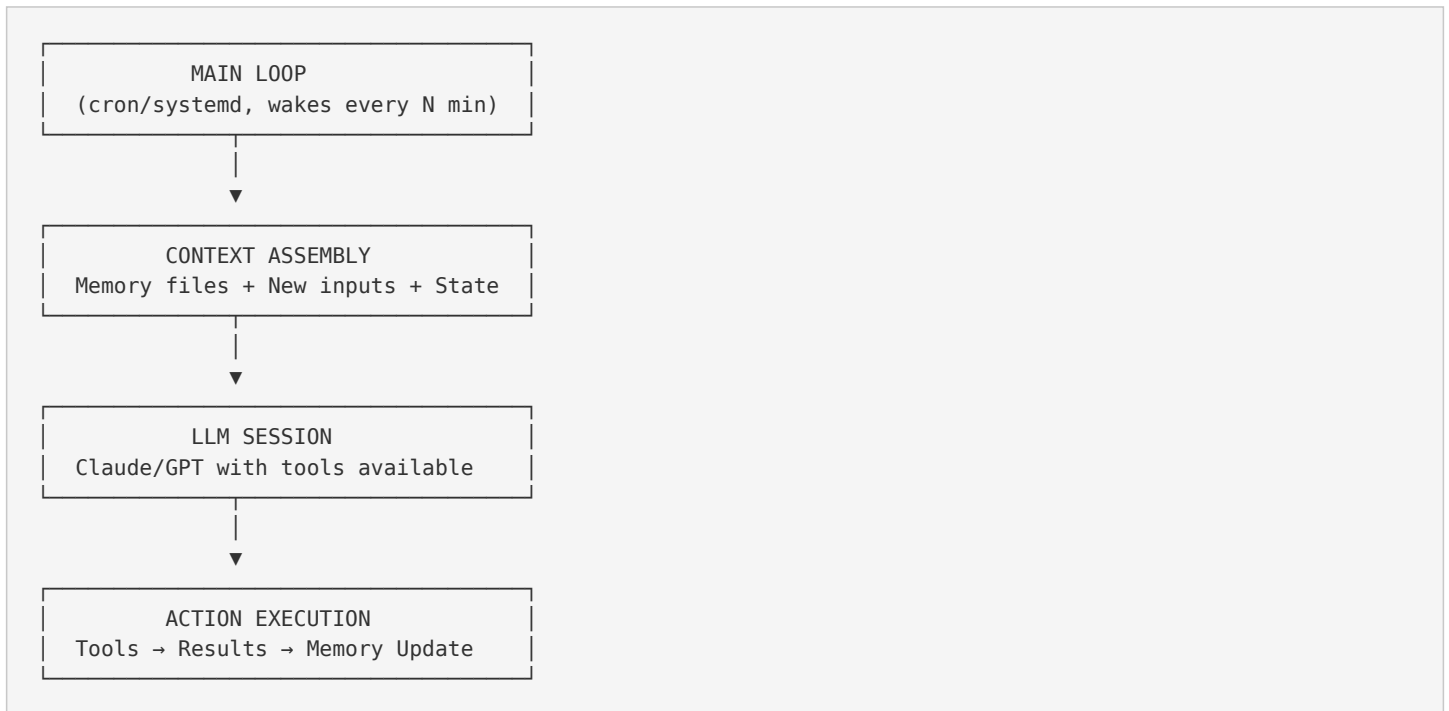 MAIN LOOP
(cron/systemd, wakes every N min)
CONTEXT ASSEMBLY
Memory files + New inputs + State
LLM SESSION
Claude/GPT with tools available
ACTION EXECUTION
Tools → Results → Memory Update